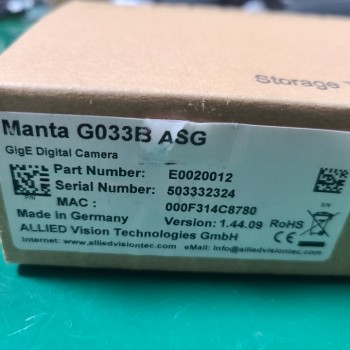 Storage
Manta G033B ASG
GigE Digital Camera
Part Number: E0020012
Serial Number: 503332324
MAC : 000F314C8780
Made in Germany Version: 1.44.09 RoHS
ALLIED Vision Technologies GmbH
Internet: www.alliedvisiontec.com eMail: info@alliedvisiontec.com
P/N
S/N